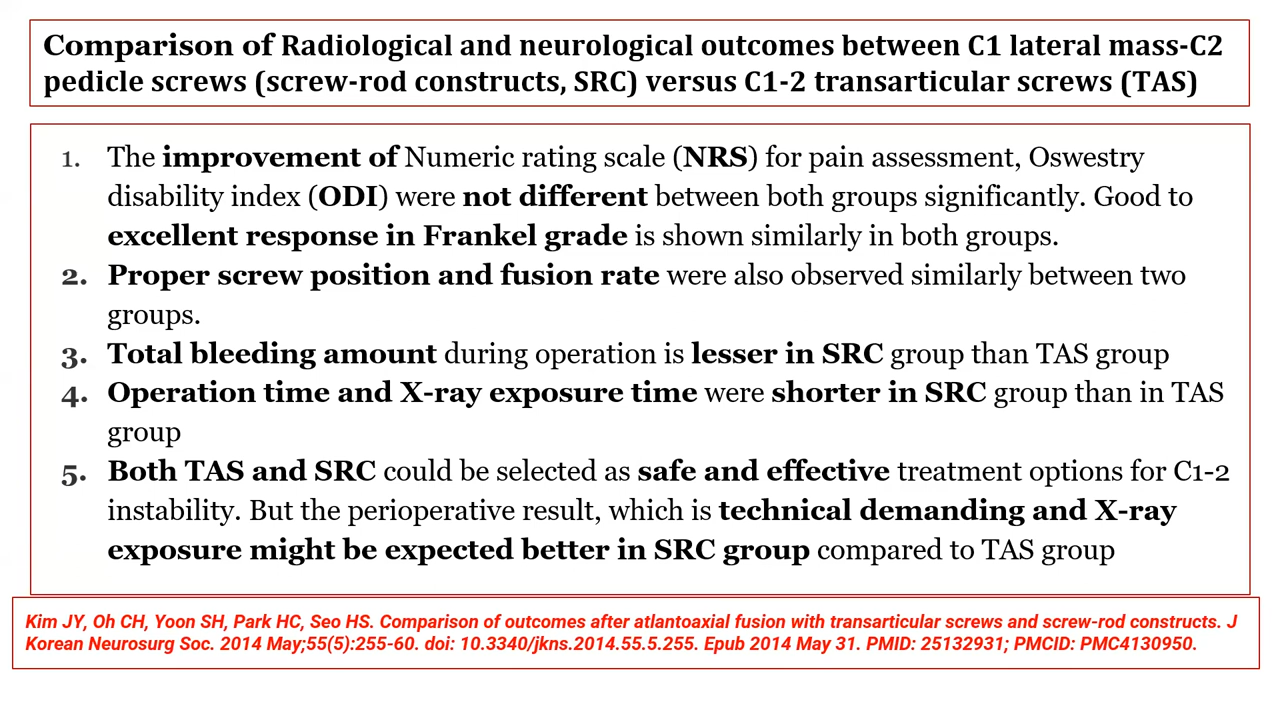 Comparison of Radiological and neurological outcomes between C1 lateral mass-C2
pedicle screws (screw-rod constructs, SRC) versus C1-2 transarticular screws (TAS)
1. The improvement of Numeric rating scale (NRS) for pain assessment, Oswestry
disability index (ODI) were not different between both groups significantly. Good to
excellent response in Frankel grade is shown similarly in both groups.
2. Proper screw position and fusion rate were also observed similarly between two
groups.
3. Total bleeding amount during operation is lesser in SRC group than TAS group
4. Operation time and X-ray exposure time were shorter in SRC group than in TAS
group
5. Both TAS and SRC could be selected as safe and effective treatment options for C1-2
instability. But the perioperative result, which is technical demanding and X-ray
exposure might be expected better in SRC group compared to TAS group
Kim JY, Oh CH, Yoon SH, Park HC, Seo HS. Comparison of outcomes after atlantoaxial fusion with transarticular screws and screw-rod constructs. J
Korean Neurosurg Soc. 2014 May;55(5):255-60. doi: 10.3340/jkns.2014.55.5.255. Epub 2014 May 31. PMID: 25132931; PMCID: PMC4130950.